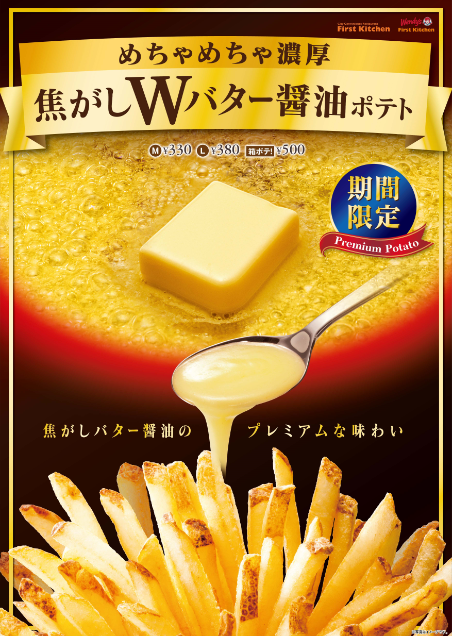 First Kitchen
Wendy's
First Kitchen
めちゃめちゃ濃厚
焦がしWバター醤油ポテト
M ¥330 L ¥380 箱ポテ! ¥500
期間
限定
Premium Potato
焦がしバター醤油の プレミアムな味わい